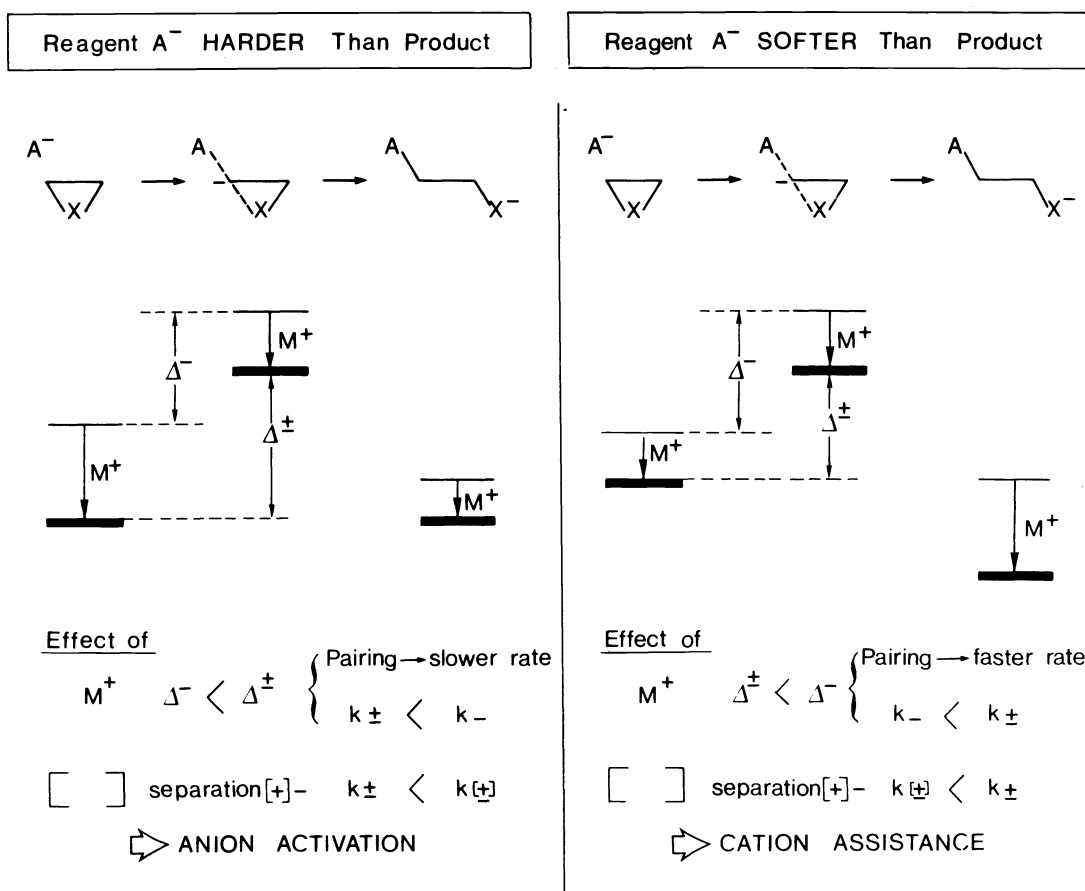 Reagent A⁻ HARDER Than Product
A⁻
X
A
–
X
A
X⁻
M⁺
Δ⁻
M⁺
Δ±
M⁺
Effect of
M⁺ Δ⁻ < Δ± { Pairing → slower rate
k± < k₋
[ ] separation[+]– k± < k[±]
⇨ ANION ACTIVATION
Reagent A⁻ SOFTER Than Product
A⁻
X
A
–
X
A
X⁻
M⁺
Δ⁻
M⁺
Δ±
M⁺
Effect of
M⁺ Δ± < Δ⁻ { Pairing → faster rate
k₋ < k±
[ ] separation[+]– k[±] < k±
⇨ CATION ASSISTANCE